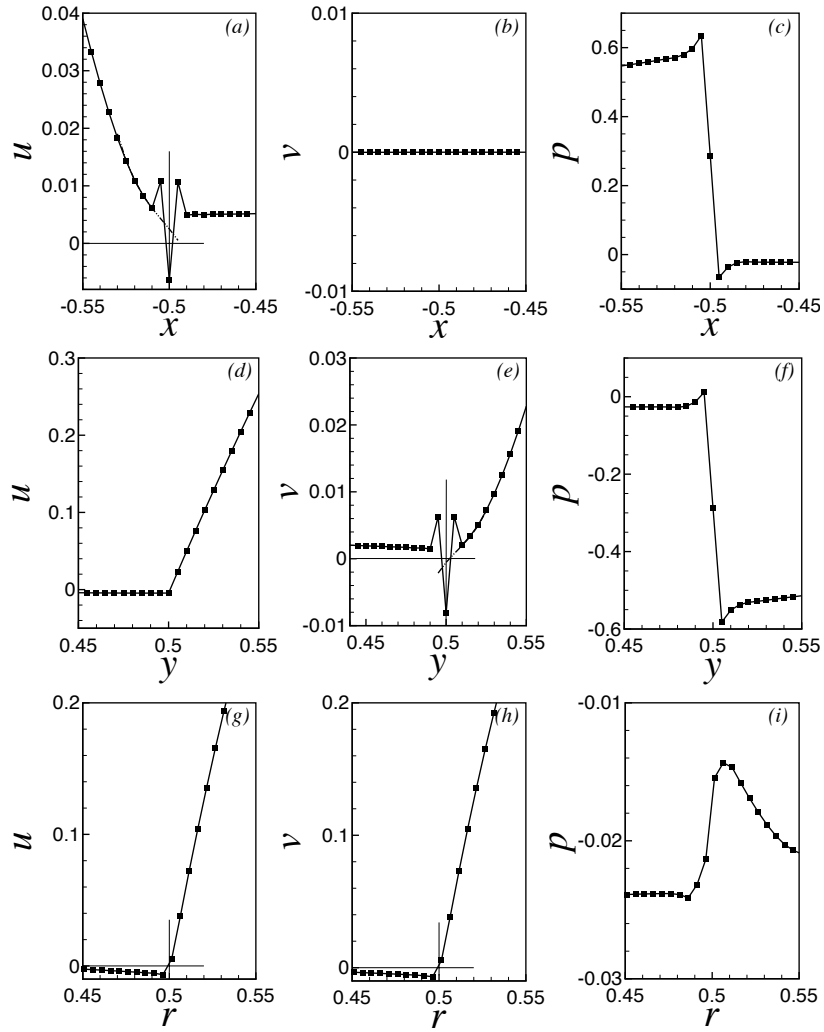 (a)
0.04
0.03
0.02
0.01
0
u
-0.55
-0.5
-0.45
x
(b)
0.01
0
-0.01
v
-0.55
-0.5
-0.45
x
(c)
0.6
0.4
0.2
0
p
-0.55
-0.5
-0.45
x
(d)
0.3
0.2
0.1
0
u
0.45
0.5
0.55
y
(e)
0.03
0.02
0.01
0
-0.01
v
0.45
0.5
0.55
y
(f)
0
-0.2
-0.4
-0.6
p
0.45
0.5
0.55
y
(g)
0.2
0.1
0
u
0.45
0.5
0.55
r
(h)
0.2
0.1
0
v
0.45
0.5
0.55
r
(i)
-0.01
-0.02
-0.03
p
0.45
0.5
0.55
r